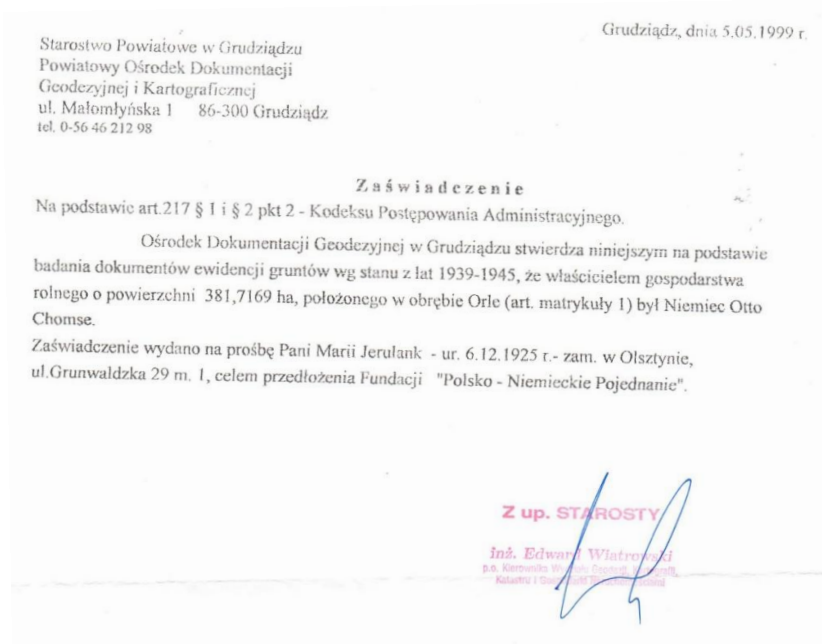 Grudziądz, dnia 5.05.1999 r.
Starostwo Powiatowe w Grudziądzu
Powiatowy Ośrodek Dokumentacji
Geodezyjnej i Kartograficznej
ul. Małomłyńska 1 86-300 Grudziądz
tel. 0-56 46 212 98
Zaświadczenie
Na podstawie art.217 § 1 i § 2 pkt 2 - Kodeksu Postępowania Administracyjnego.
Ośrodek Dokumentacji Geodezyjnej w Grudziądzu stwierdza niniejszym na podstawie
badania dokumentów ewidencji gruntów wg stanu z lat 1939-1945, że właścicielem gospodarstwa
rolnego o powierzchni 381,7169 ha, położonego w obrębie Orle (art. matrykuły 1) był Niemiec Otto
Chomse.
Zaświadczenie wydano na prośbę Pani Marii Jerulank - ur. 6.12.1925 r.- zam. w Olsztynie,
ul.Grunwaldzka 29 m. 1, celem przedłożenia Fundacji "Polsko - Niemieckie Pojednanie".
Z up. STAROSTY
inż. Edward Wiatrowski
p.o. Kierownika
Katastru i